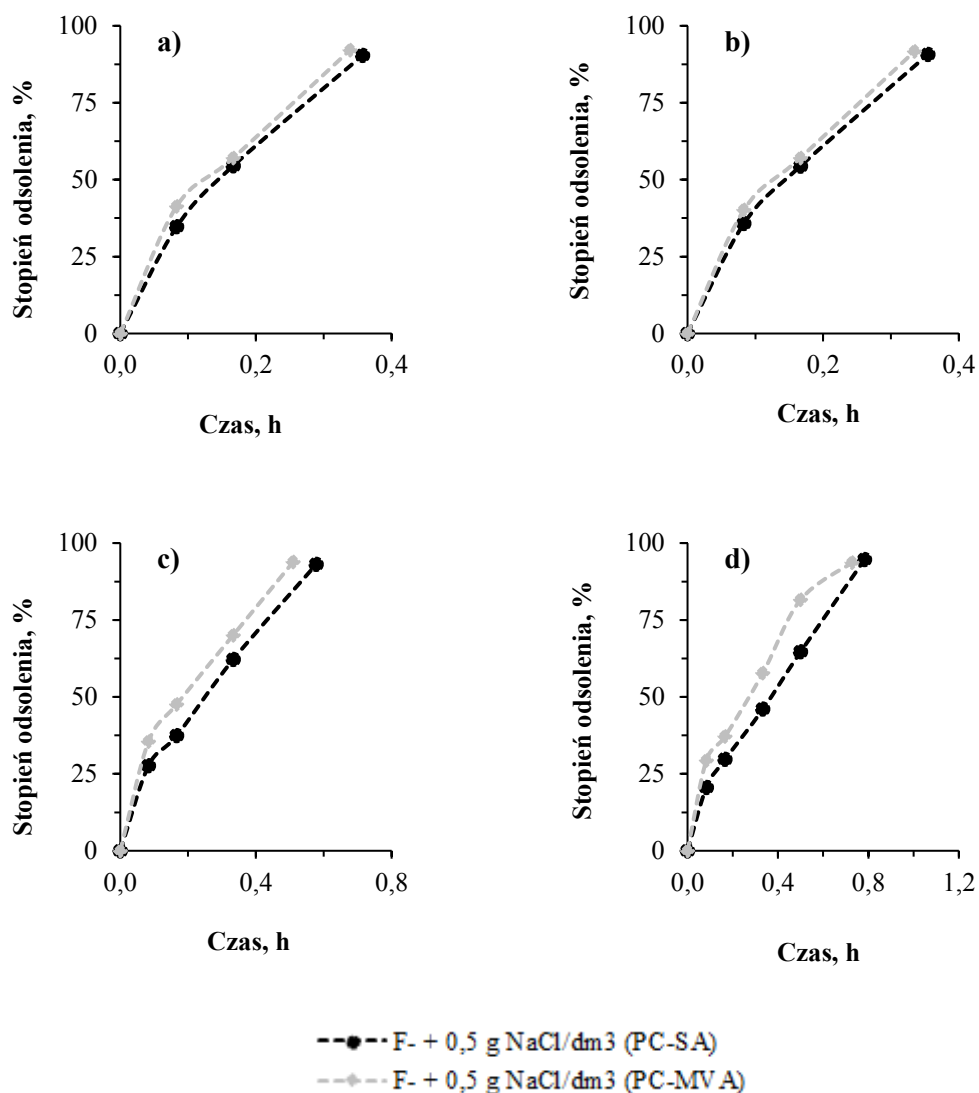 a)
Stopień odsolenia, %
100
75
50
25
0
0,0 0,2 0,4
Czas, h
b)
Stopień odsolenia, %
100
75
50
25
0
0,0 0,2 0,4
Czas, h
c)
Stopień odsolenia, %
100
75
50
25
0
0,0 0,4 0,8
Czas, h
d)
Stopień odsolenia, %
100
75
50
25
0
0,0 0,4 0,8 1,2
Czas, h
F- + 0,5 g NaCl/dm3 (PC-SA)
F- + 0,5 g NaCl/dm3 (PC-MVA)